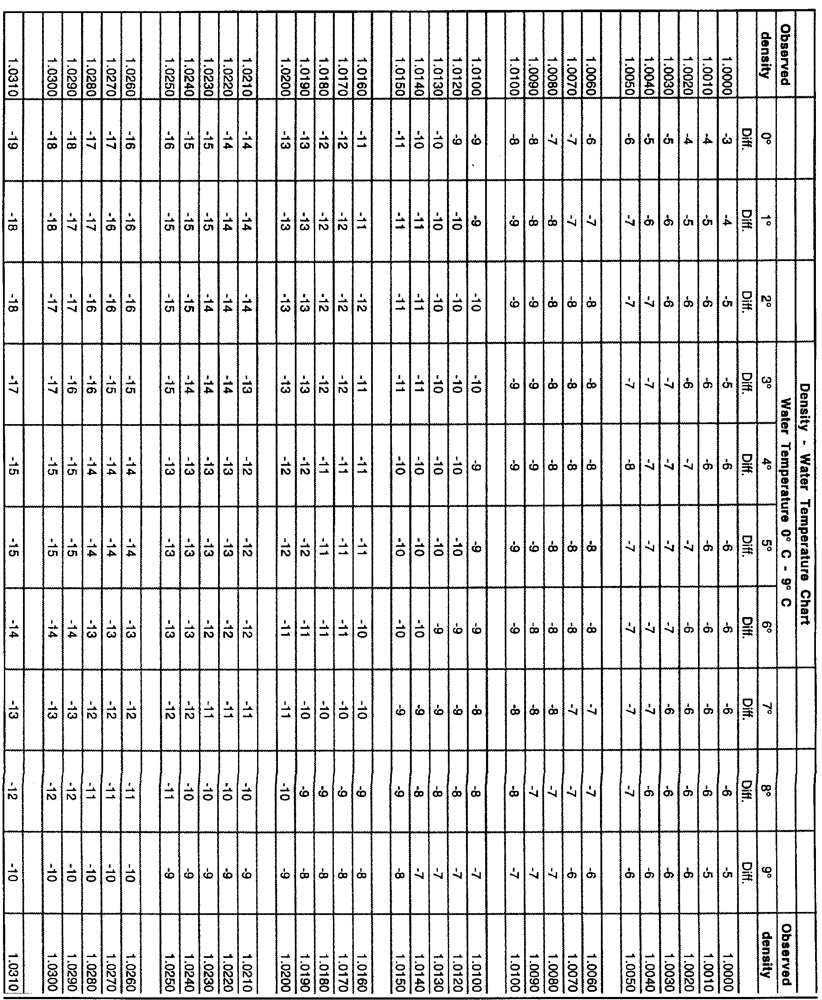 Density - Water Temperature Chart
Observed Water Temperature 0° C - 9° C Observed
density 0° 1° 2° 3° 4° 5° 6° 7° 8° 9° density
Diff. Diff. Diff. Diff. Diff. Diff. Diff. Diff. Diff. Diff.
1.0000 -3 -4 -5 -5 -6 -6 -6 -6 -6 -5 1.0000
1.0010 -4 -5 -6 -6 -6 -6 -6 -6 -6 -5 1.0010
1.0020 -4 -5 -6 -6 -7 -7 -6 -6 -6 -6 1.0020
1.0030 -5 -6 -6 -7 -7 -7 -7 -6 -6 -6 1.0030
1.0040 -5 -6 -7 -7 -7 -7 -7 -7 -6 -6 1.0040
1.0050 -6 -7 -7 -7 -8 -7 -7 -7 -7 -6 1.0050
1.0060 -6 -7 -8 -8 -8 -8 -8 -7 -7 -6 1.0060
1.0070 -7 -7 -8 -8 -8 -8 -8 -7 -7 -6 1.0070
1.0080 -7 -8 -8 -8 -8 -8 -8 -8 -7 -7 1.0080
1.0090 -8 -8 -9 -9 -9 -9 -8 -8 -7 -7 1.0090
1.0100 -8 -9 -9 -9 -9 -9 -9 -8 -8 -7 1.0100
1.0100 -9 -9 -10 -10 -9 -9 -9 -8 -8 -7 1.0100
1.0120 -9 -10 -10 -10 -10 -10 -9 -9 -8 -7 1.0120
1.0130 -10 -10 -10 -10 -10 -10 -9 -9 -8 -7 1.0130
1.0140 -10 -11 -11 -11 -10 -10 -10 -9 -8 -7 1.0140
1.0150 -11 -11 -11 -11 -10 -10 -10 -9 -9 -8 1.0150
1.0160 -11 -11 -12 -11 -11 -11 -10 -10 -9 -8 1.0160
1.0170 -12 -12 -12 -12 -11 -11 -11 -10 -9 -8 1.0170
1.0180 -12 -12 -12 -12 -11 -11 -11 -10 -9 -8 1.0180
1.0190 -13 -13 -13 -13 -12 -12 -11 -10 -9 -8 1.0190
1.0200 -13 -13 -13 -13 -12 -12 -11 -11 -10 -9 1.0200
1.0210 -14 -14 -14 -13 -12 -12 -12 -11 -10 -9 1.0210
1.0220 -14 -14 -14 -14 -13 -13 -12 -11 -10 -9 1.0220
1.0230 -15 -15 -14 -14 -13 -13 -12 -11 -10 -9 1.0230
1.0240 -15 -15 -15 -14 -13 -13 -13 -12 -10 -9 1.0240
1.0250 -16 -15 -15 -15 -13 -13 -13 -12 -11 -9 1.0250
1.0260 -16 -16 -16 -15 -14 -14 -13 -12 -11 -10 1.0260
1.0270 -17 -16 -16 -15 -14 -14 -13 -12 -11 -10 1.0270
1.0280 -17 -17 -16 -16 -14 -14 -13 -12 -11 -10 1.0280
1.0290 -18 -17 -17 -16 -15 -15 -14 -13 -12 -10 1.0290
1.0300 -18 -18 -17 -17 -15 -15 -14 -13 -12 -10 1.0300
1.0310 -19 -18 -18 -17 -15 -15 -14 -13 -12 -10 1.0310